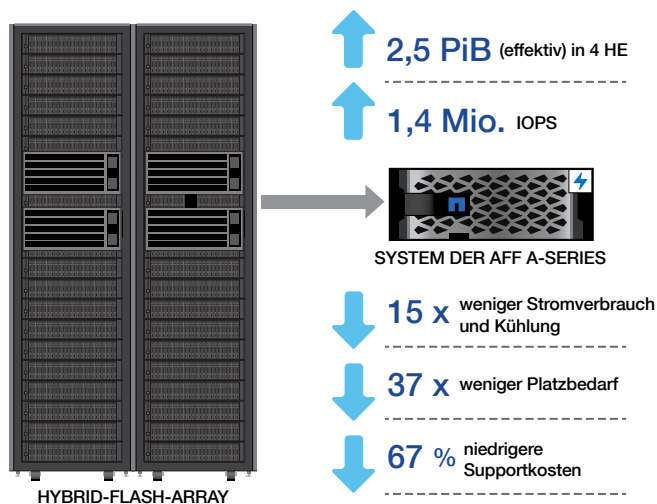 2,5 PiB (effektiv) in 4 HE
1,4 Mio. IOPS
SYSTEM DER AFF A-SERIES
15 x weniger Stromverbrauch
und Kühlung
37 x weniger Platzbedarf
67 % niedrigere
Supportkosten
HYBRID-FLASH-ARRAY